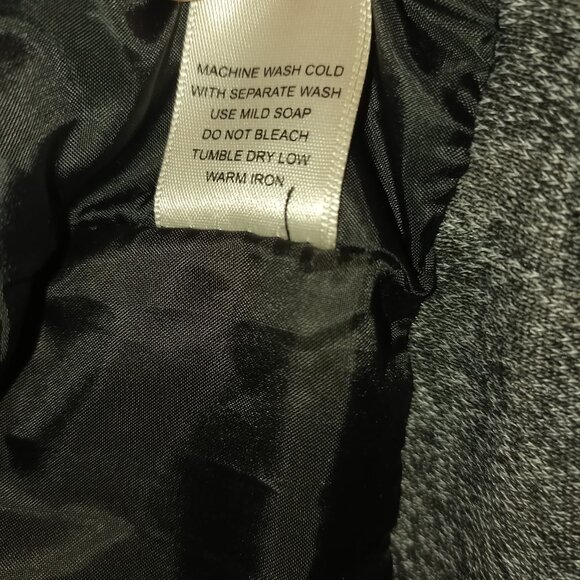 MACHINE WASH COLD
WITH SEPARATE WASH
USE MILD SOAP
DO NOT BLEACH
TUMBLE DRY LOW
WARM IRON